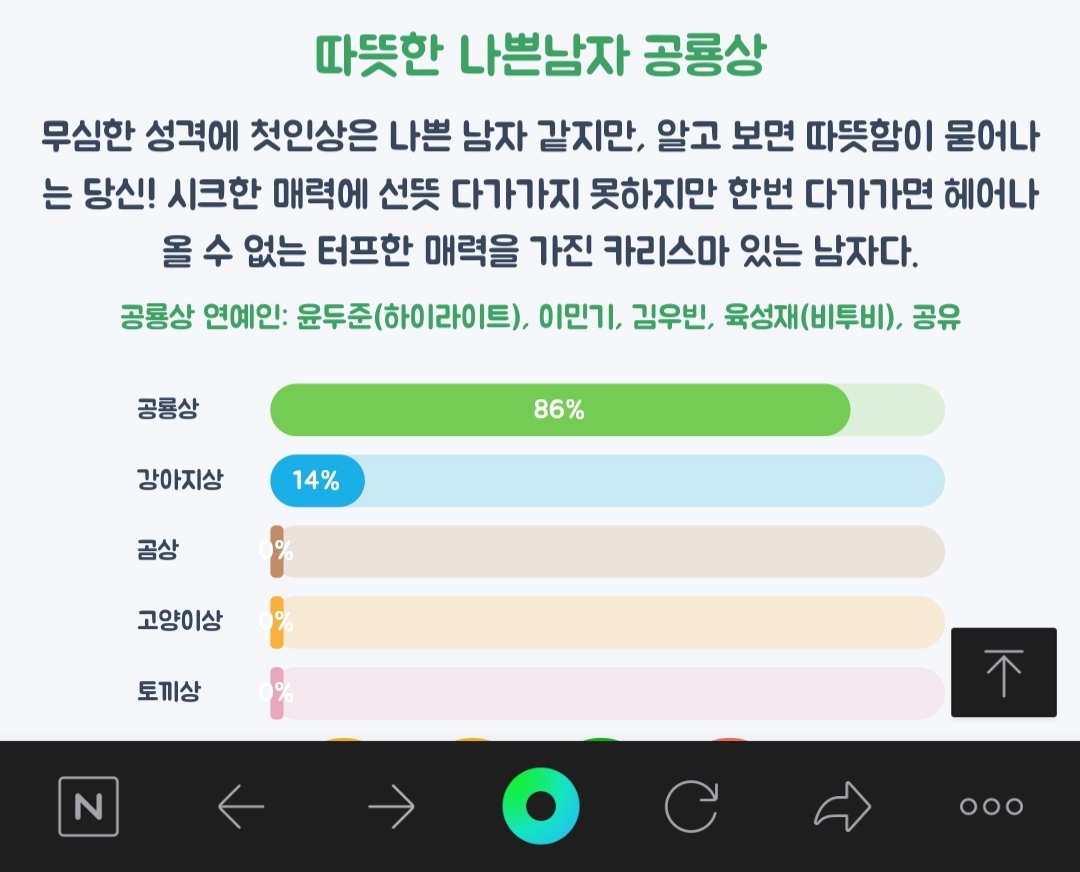 따뜻한 나쁜남자 공룡상
무심한 성격에 첫인상은 나쁜 남자 같지만, 알고 보면 따뜻함이 묻어나
는 당신! 시크한 매력에 선뜻 다가가지 못하지만 한번 다가가면 헤어나
올 수 없는 터프한 매력을 가진 카리스마 있는 남자다.
공룡상 연예인: 윤두준(하이라이트), 이민기, 김우빈, 육성재(비투비), 공유
공룡상 86%
강아지상 14%
곰상 0%
고양이상 0%
토끼상 0%
N